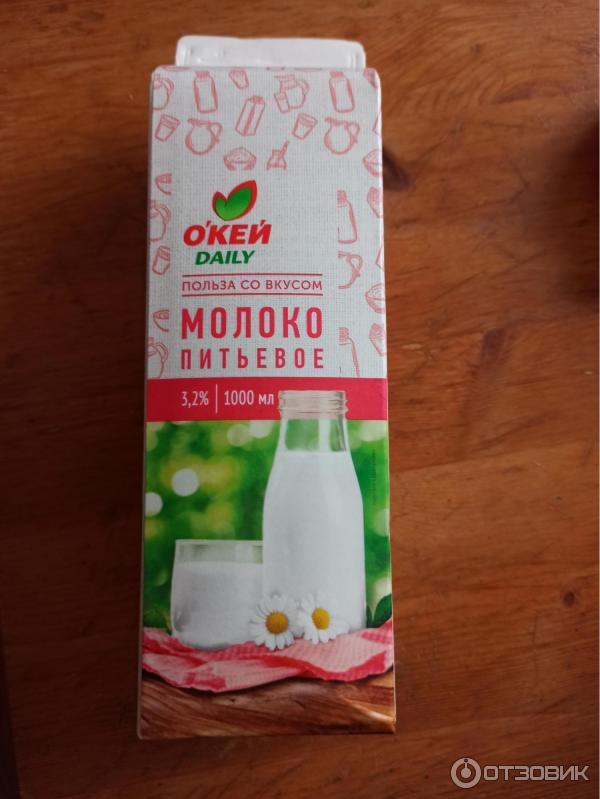 О'КЕЙ
DAILY
ПОЛЬЗА СО ВКУСОМ
МОЛОКО
ПИТЬЕВОЕ
3,2% | 1000 мл
ОТЗОВИК